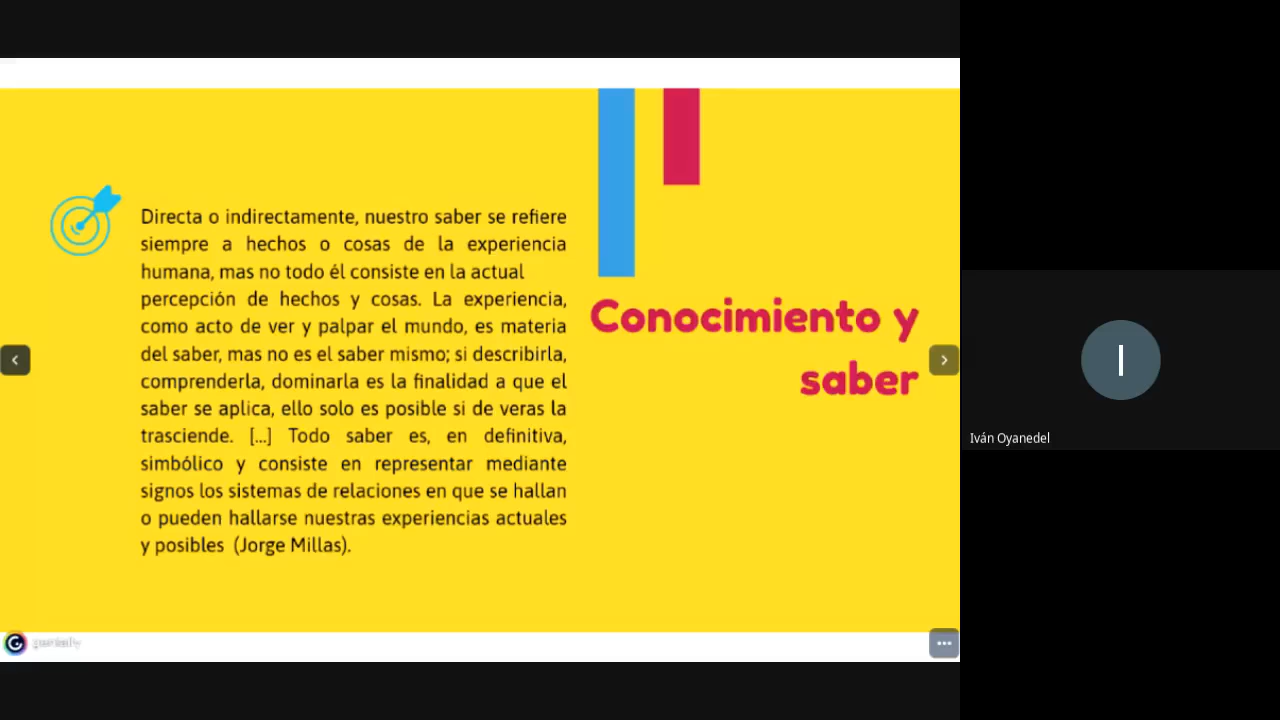 Directa o indirectamente, nuestro saber se refiere
siempre a hechos o cosas de la experiencia
humana, mas no todo él consiste en la actual
percepción de hechos y cosas. La experiencia,
como acto de ver y palpar el mundo, es materia
del saber, mas no es el saber mismo; si describirla,
comprenderla, dominarla es la finalidad a que el
saber se aplica, ello solo es posible si de veras la
trasciende. [...] Todo saber es, en definitiva,
simbólico y consiste en representar mediante
signos los sistemas de relaciones en que se hallan
o pueden hallarse nuestras experiencias actuales
y posibles (Jorge Millas).
Conocimiento y
saber
genially
I
Iván Oyanedel